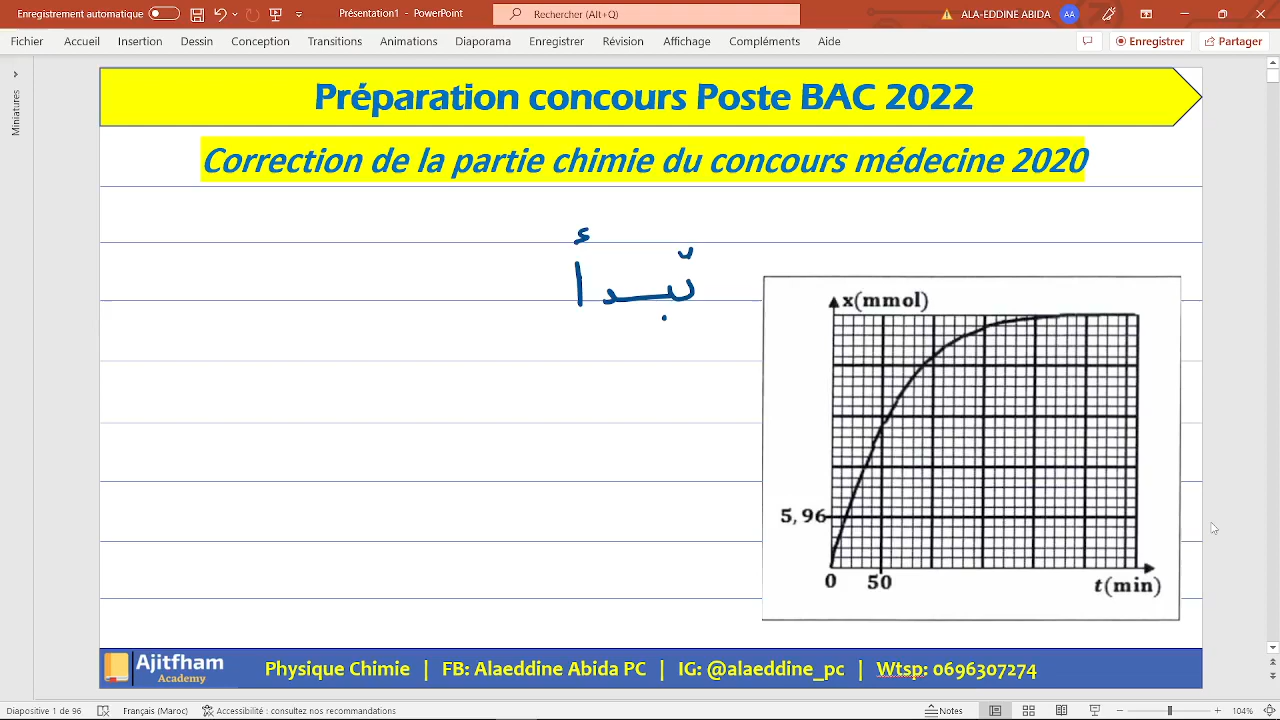 Enregistrement automatique
Présentation1 - PowerPoint
Rechercher (Alt+Q)
ALA-EDDINE ABIDA
AA
Fichier Accueil Insertion Dessin Conception Transitions Animations Diaporama Enregistrer Révision Affichage Compléments Aide
Enregistrer
Partager
Miniatures
Préparation concours Poste BAC 2022
Correction de la partie chimie du concours médecine 2020
نبدأ
x(mmol)
5,96
0 50 t(min)
Ajitfham
Academy
Physique Chimie | FB: Alaeddine Abida PC | IG: @alaeddine_pc | Wtsp: 0696307274
Diapositive 1 de 96 Français (Maroc) Accessibilité : consultez nos recommandations Notes 104%